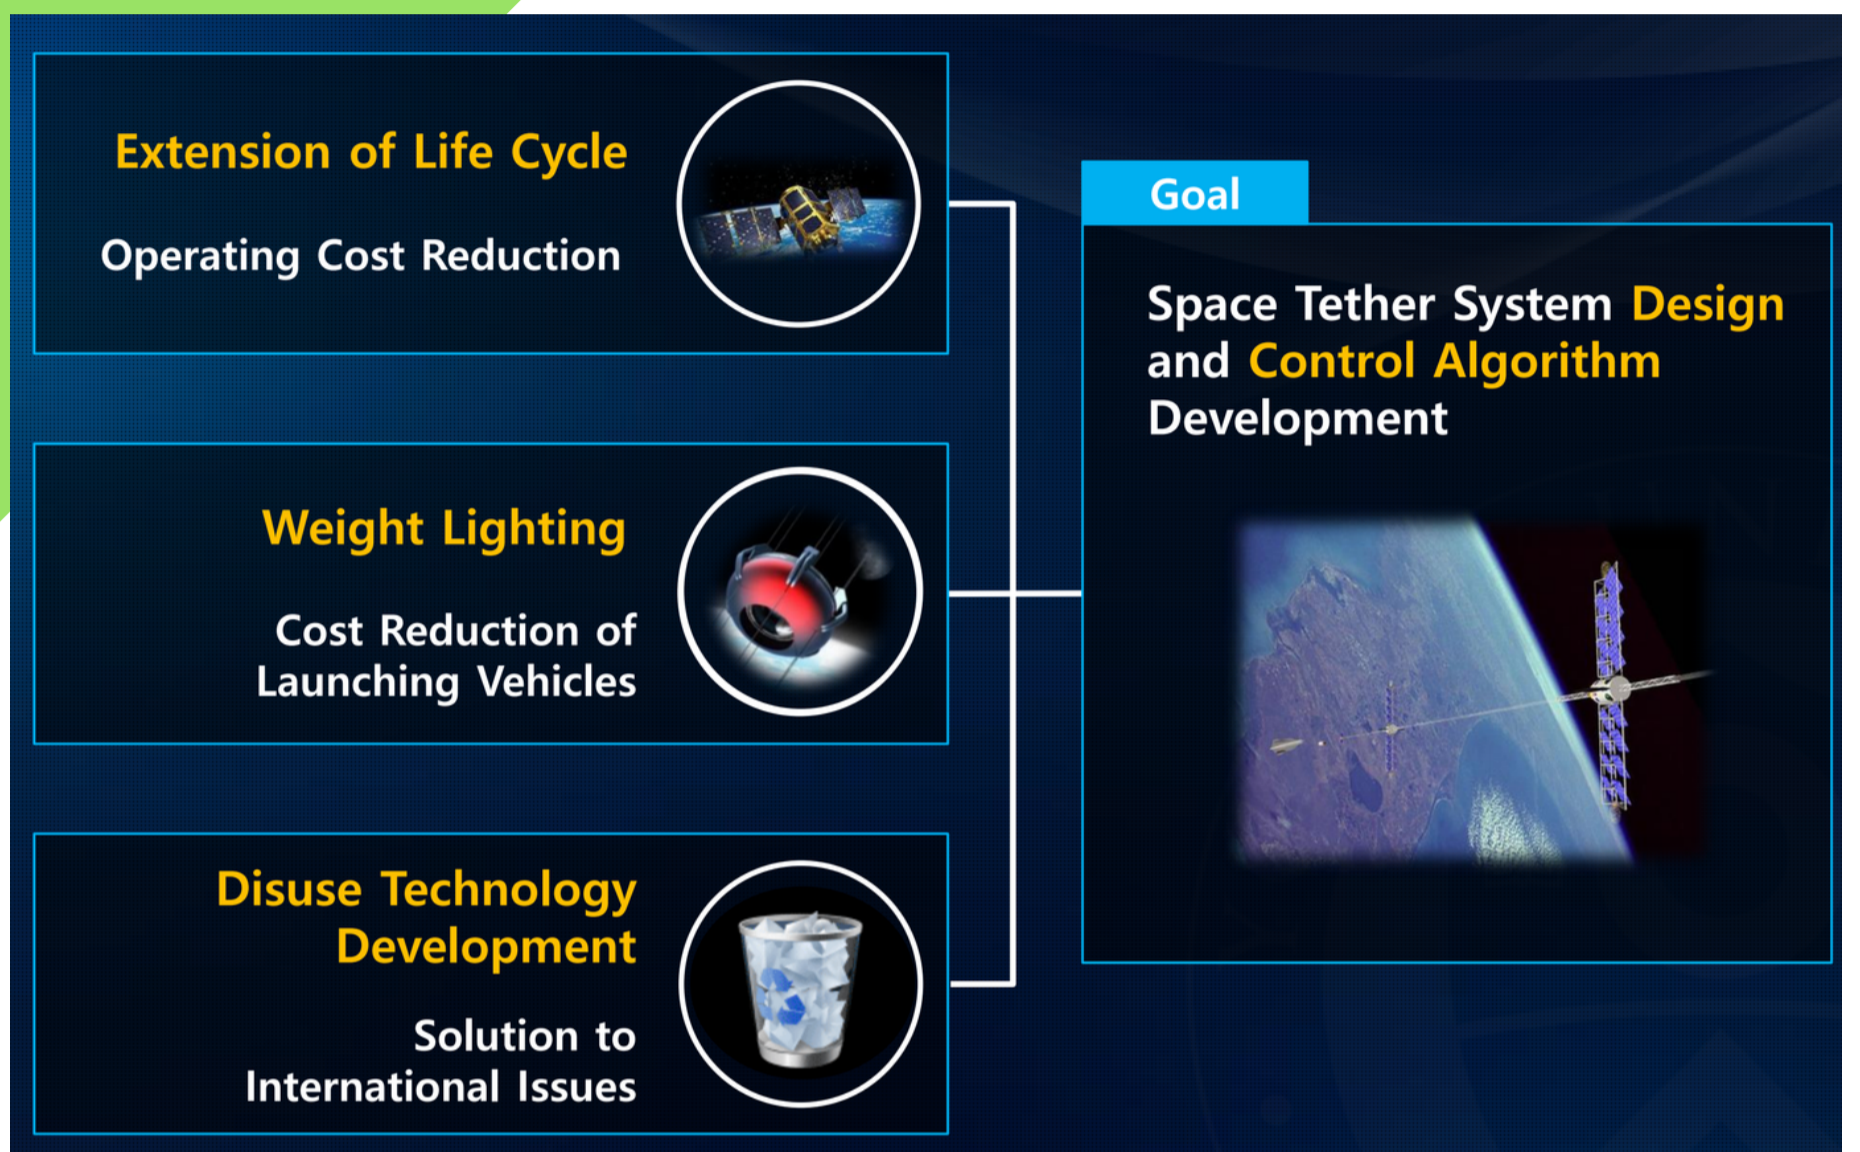 Extension of Life Cycle
Operating Cost Reduction
Weight Lighting
Cost Reduction of
Launching Vehicles
Disuse Technology
Development
Solution to
International Issues
Goal
Space Tether System Design
and Control Algorithm
Development